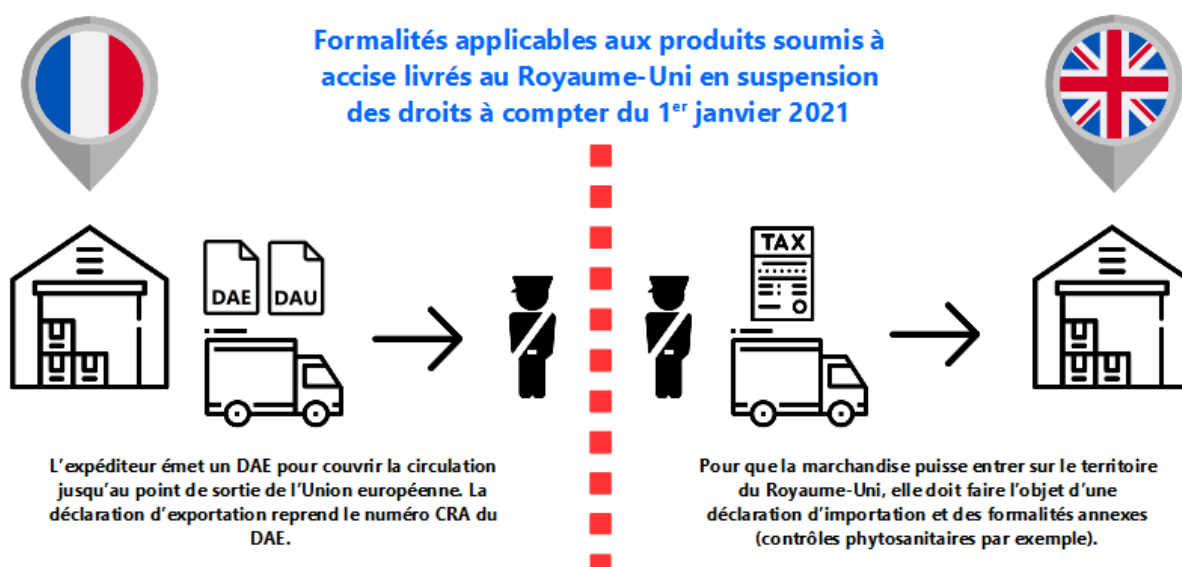 Formalités applicables aux produits soumis à
accise livrés au Royaume-Uni en suspension
des droits à compter du 1er janvier 2021
DAE
DAU
TAX
L'expéditeur émet un DAE pour couvrir la circulation
jusqu'au point de sortie de l'Union européenne. La
déclaration d'exportation reprend le numéro CRA du
DAE.
Pour que la marchandise puisse entrer sur le territoire
du Royaume-Uni, elle doit faire l'objet d'une
déclaration d'importation et des formalités annexes
(contrôles phytosanitaires par exemple).